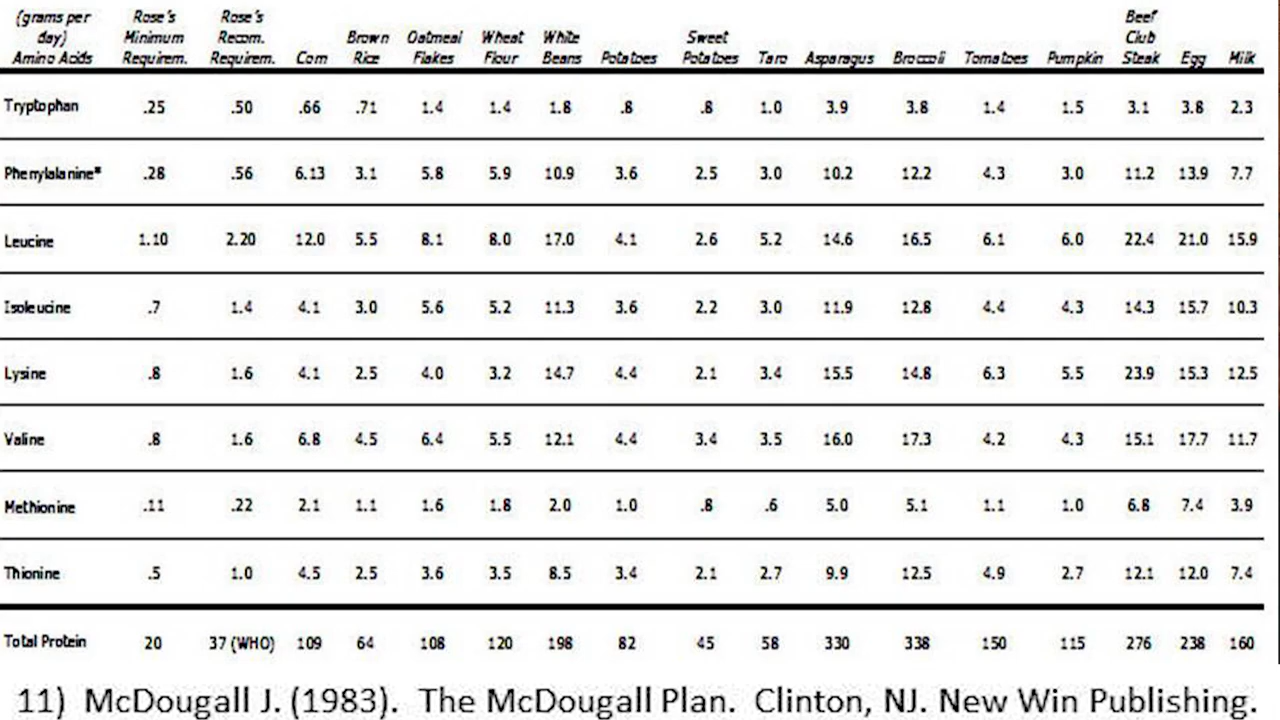 (grams per day) Amino Acids Rose's Minimum Requirem. Rose's Recom. Requirem. Corn Brown Rice Oatmeal Flakes Wheat Flour White Beans Potatoes Sweet Potatoes Taro Asparagus Broccoli Tomatoes Pumpkin Beef Club Steak Egg Milk
Tryptophan .25 .50 .66 .71 1.4 1.4 1.8 .8 .8 1.0 3.9 3.8 1.4 1.5 3.1 3.8 2.3
Phenylalanine* .28 .56 6.13 3.1 5.8 5.9 10.9 3.6 2.5 3.0 10.2 12.2 4.3 3.0 11.2 13.9 7.7
Leucine 1.10 2.20 12.0 5.5 8.1 8.0 17.0 4.1 2.6 5.2 14.6 16.5 6.1 6.0 22.4 21.0 15.9
Isoleucine .7 1.4 4.1 3.0 5.6 5.2 11.3 3.6 2.2 3.0 11.9 12.8 4.4 4.3 14.3 15.7 10.3
Lysine .8 1.6 4.1 2.5 4.0 3.2 14.7 4.4 2.1 3.4 15.5 14.8 6.3 5.5 23.9 15.3 12.5
Valine .8 1.6 6.8 4.5 6.4 5.5 12.1 4.4 3.4 3.5 16.0 17.3 4.2 4.3 15.1 17.7 11.7
Methionine .11 .22 2.1 1.1 1.6 1.8 2.0 1.0 .8 .6 5.0 5.1 1.1 1.0 6.8 7.4 3.9
Thionine .5 1.0 4.5 2.5 3.6 3.5 8.5 3.4 2.1 2.7 9.9 12.5 4.9 2.7 12.1 12.0 7.4
Total Protein 20 37 (WHO) 109 64 108 120 198 82 45 58 330 338 150 115 276 238 160
11) McDougall J. (1983). The McDougall Plan. Clinton, NJ. New Win Publishing.